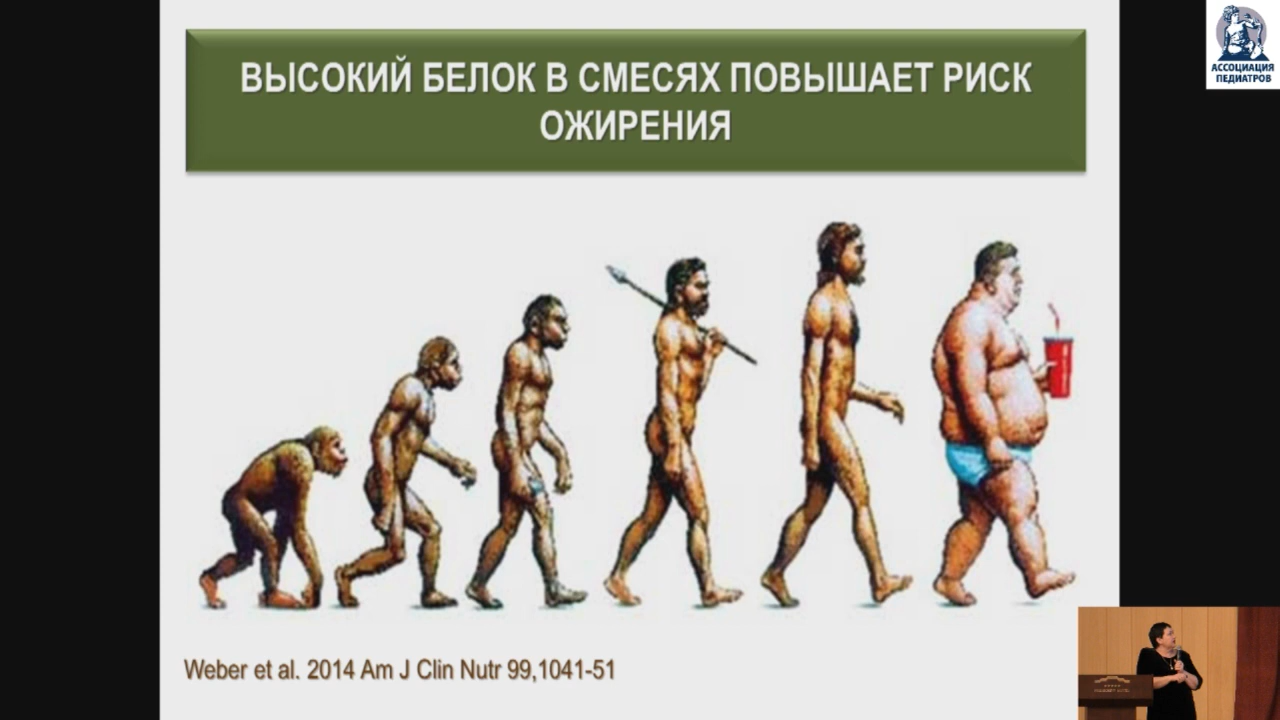 ВЫСОКИЙ БЕЛОК В СМЕСЯХ ПОВЫШАЕТ РИСК
ОЖИРЕНИЯ
АССОЦИАЦИЯ
ПЕДИАТРОВ
Weber et al. 2014 Am J Clin Nutr 99,1041-51